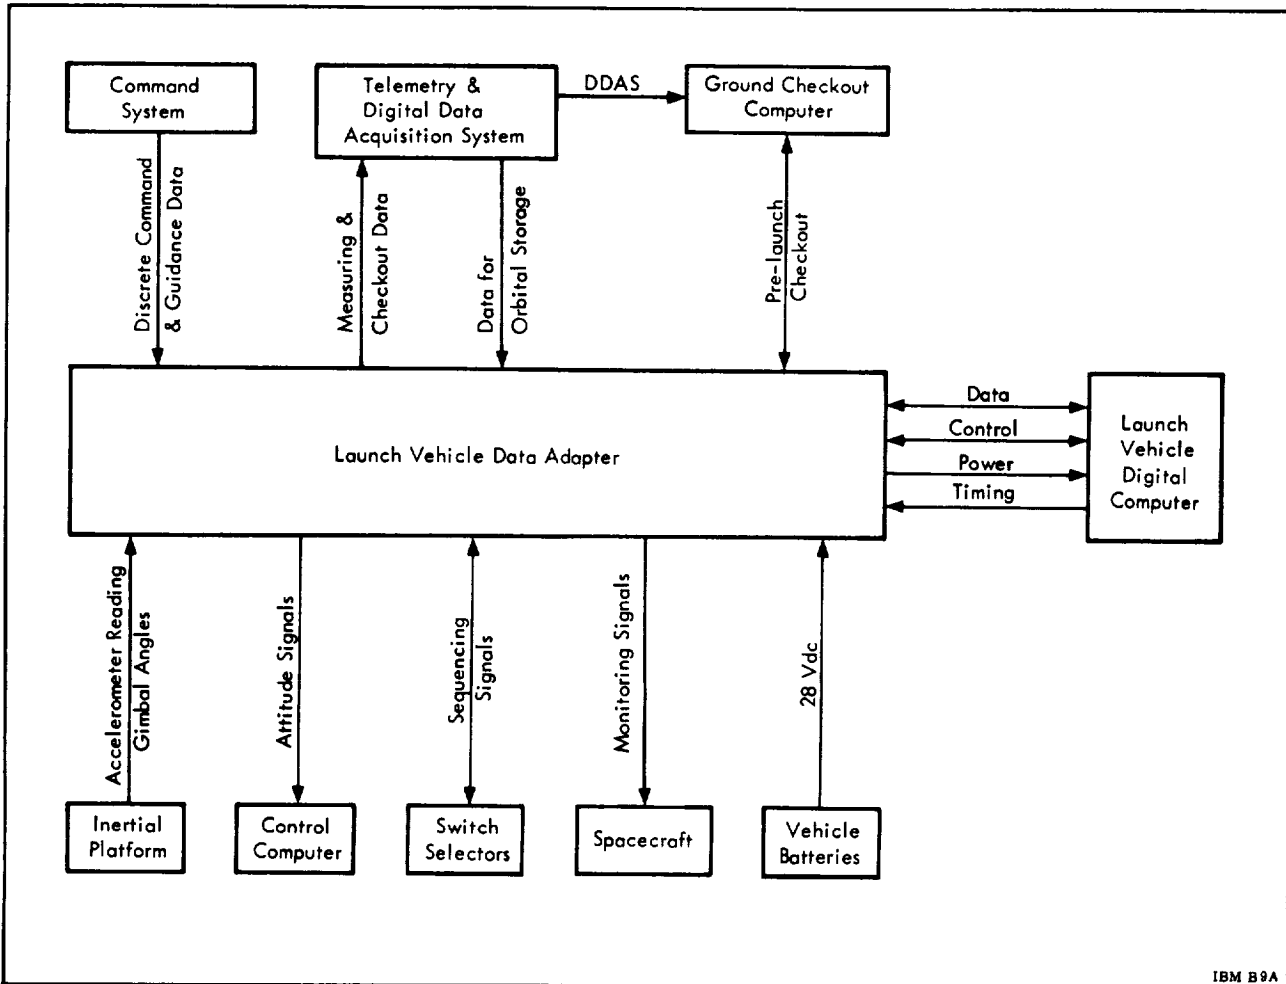 Command
System
Telemetry &
Digital Data
Acquisition System
DDAS
Ground Checkout
Computer
Discrete Command
& Guidance Data
Measuring &
Checkout Data
Data for
Orbital Storage
Pre-launch
Checkout
Launch Vehicle Data Adapter
Data
Control
Power
Timing
Launch
Vehicle
Digital
Computer
Accelerometer Reading
Gimbal Angles
Attitude Signals
Sequencing
Signals
Monitoring Signals
28 Vdc
Inertial
Platform
Control
Computer
Switch
Selectors
Spacecraft
Vehicle
Batteries
IBM B9A